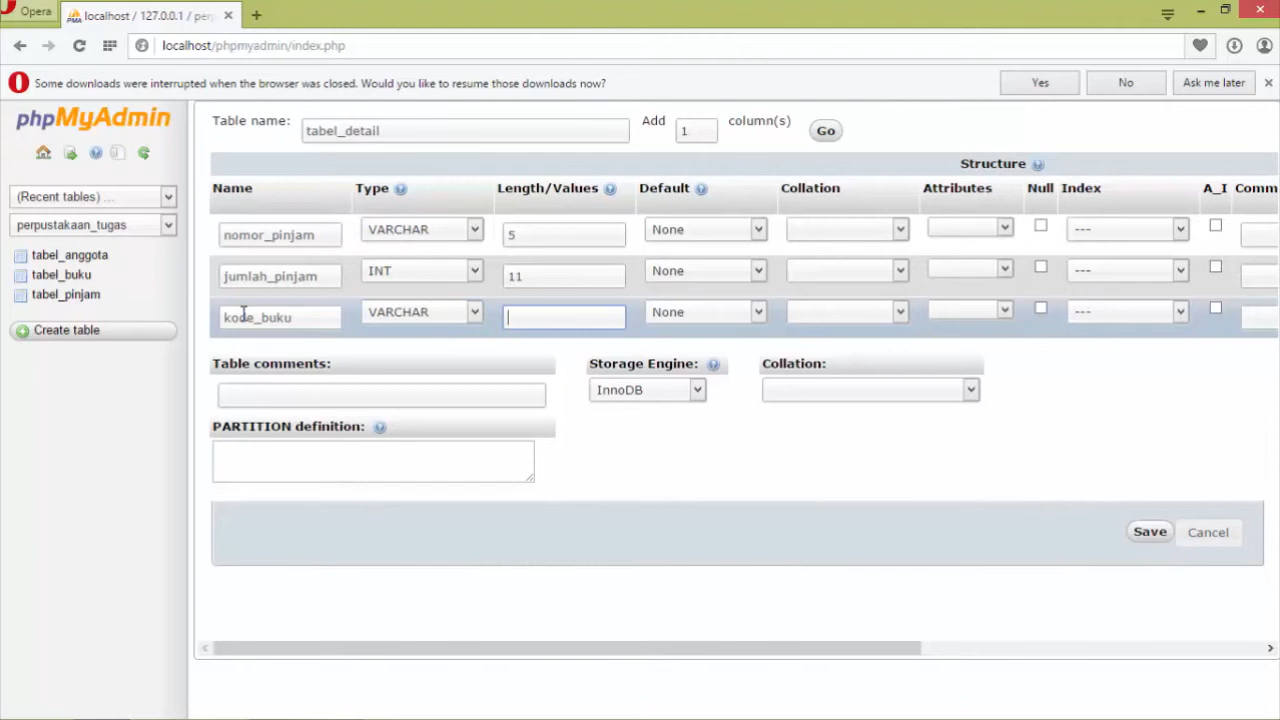 Opera
localhost / 127.0.0.1 / per
localhost/phpmyadmin/index.php
Some downloads were interrupted when the browser was closed. Would you like to resume those downloads now?
Yes
No
Ask me later
phpMyAdmin
(Recent tables) ...
perpustakaan_tugas
tabel_anggota
tabel_buku
tabel_pinjam
Create table
Table name: tabel_detail Add 1 column(s) Go
Structure
Name Type Length/Values Default Collation Attributes Null Index A_I Comm
nomor_pinjam VARCHAR 5 None ---
jumlah_pinjam INT 11 None ---
kode_buku VARCHAR None ---
Table comments: Storage Engine: Collation:
InnoDB
PARTITION definition:
Save Cancel